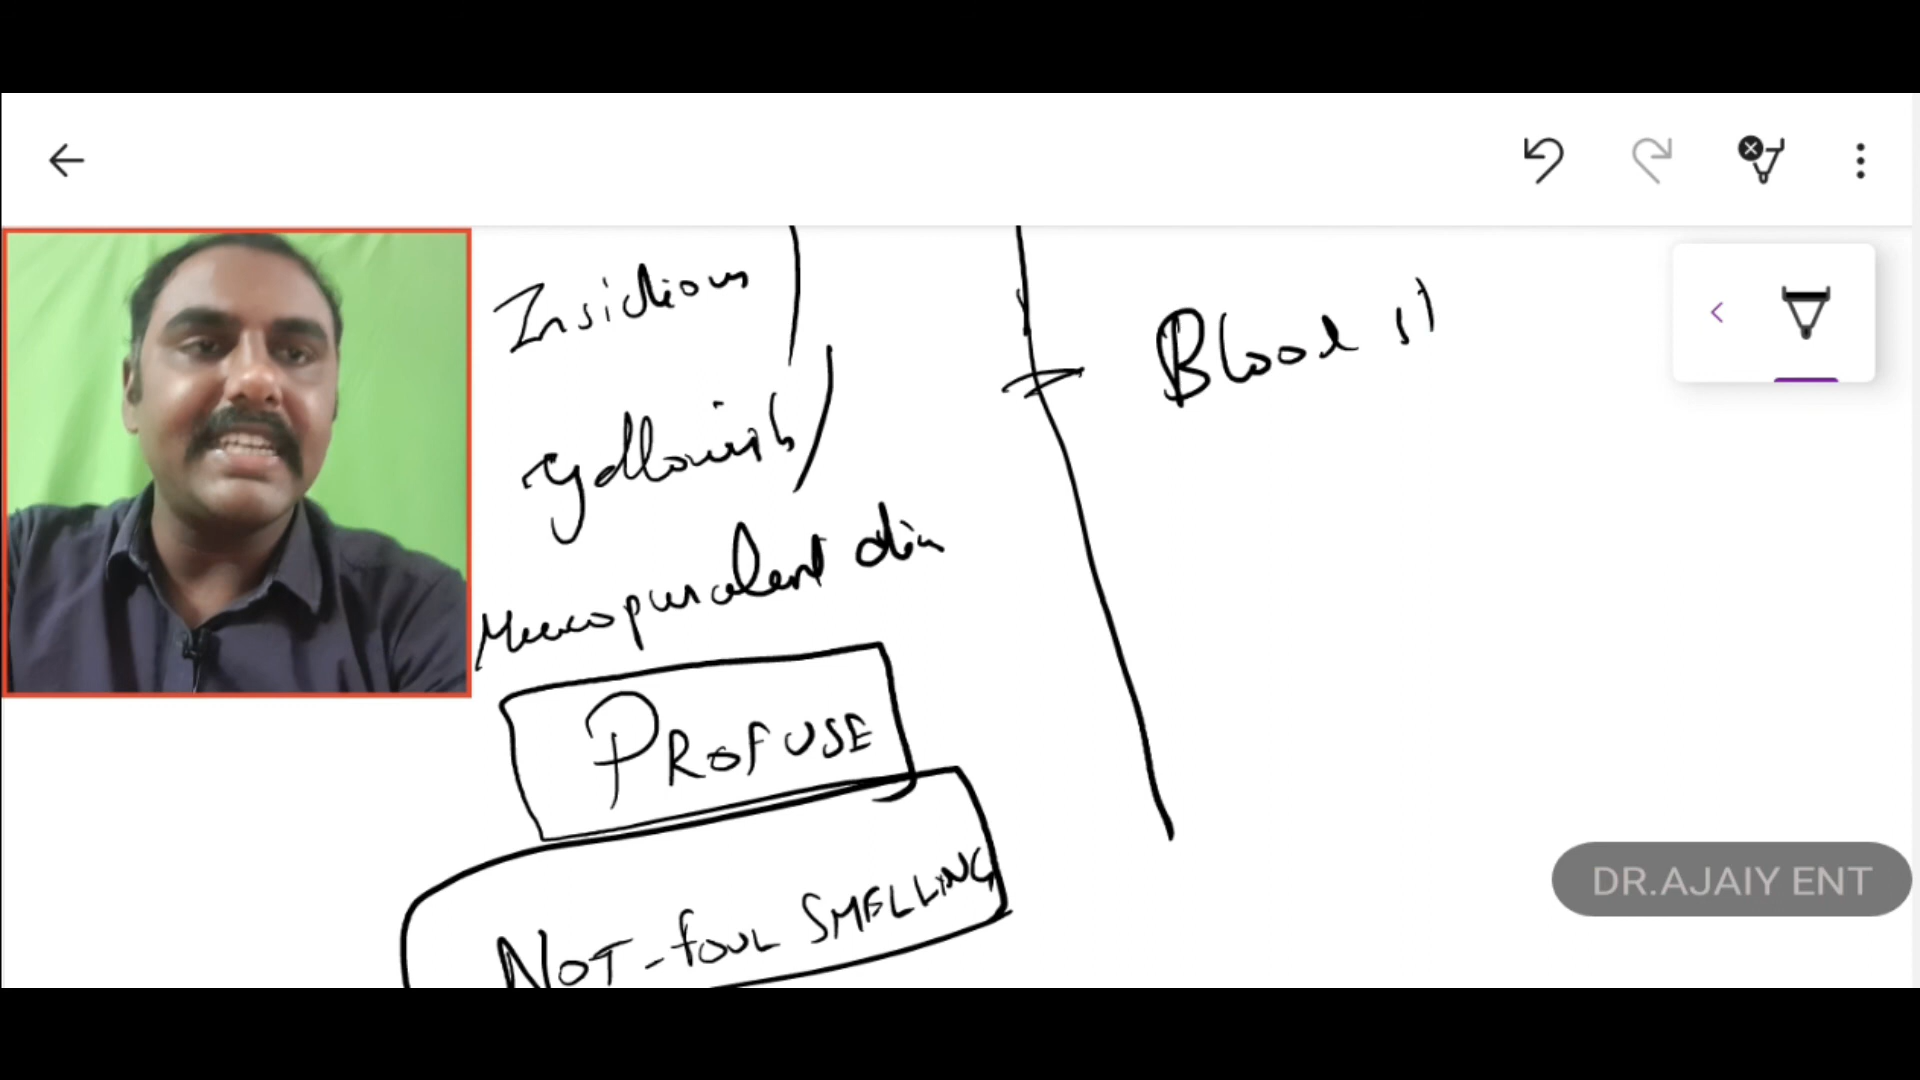 Insidious
Yellowish
Mucopurulent dis
PROFUSE
NOT-FOUL SMELLING
Blood
DR.AJAIY ENT